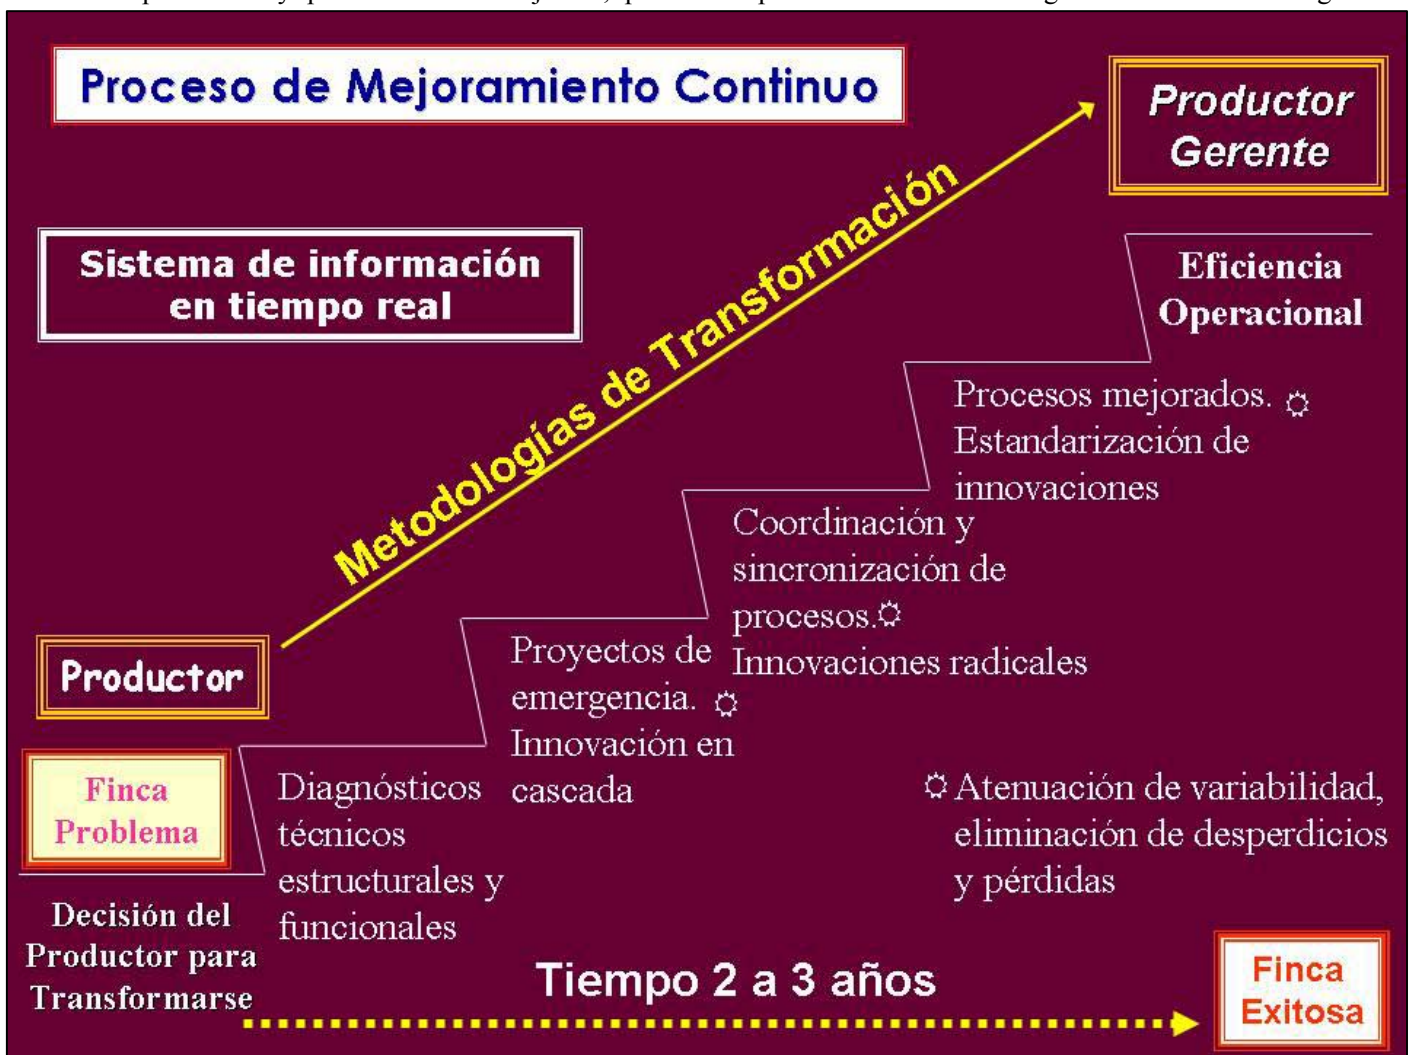 Proceso de Mejoramiento Continuo
Productor
Gerente
Sistema de información
en tiempo real
Metodologías de Transformación
Eficiencia
Operacional
Procesos mejorados.
Estandarización de
innovaciones
Coordinación y
sincronización de
procesos.
Innovaciones radicales
Productor
Proyectos de
emergencia.
Innovación en
cascada
Finca
Problema
Diagnósticos
técnicos
estructurales y
funcionales
Atenuación de variabilidad,
eliminación de desperdicios
y pérdidas
Decisión del
Productor para
Transformarse
Tiempo 2 a 3 años
Finca
Exitosa